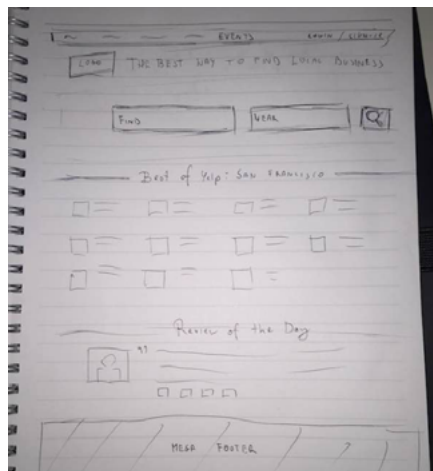 EVENTS LOGIN /
LOGO THE BEST WAY TO FIND LOCAL BUSINESS
FIND NEAR
Best of Yelp: SAN FRANCISCO
Review of the Day
"
MEGA FOOTER